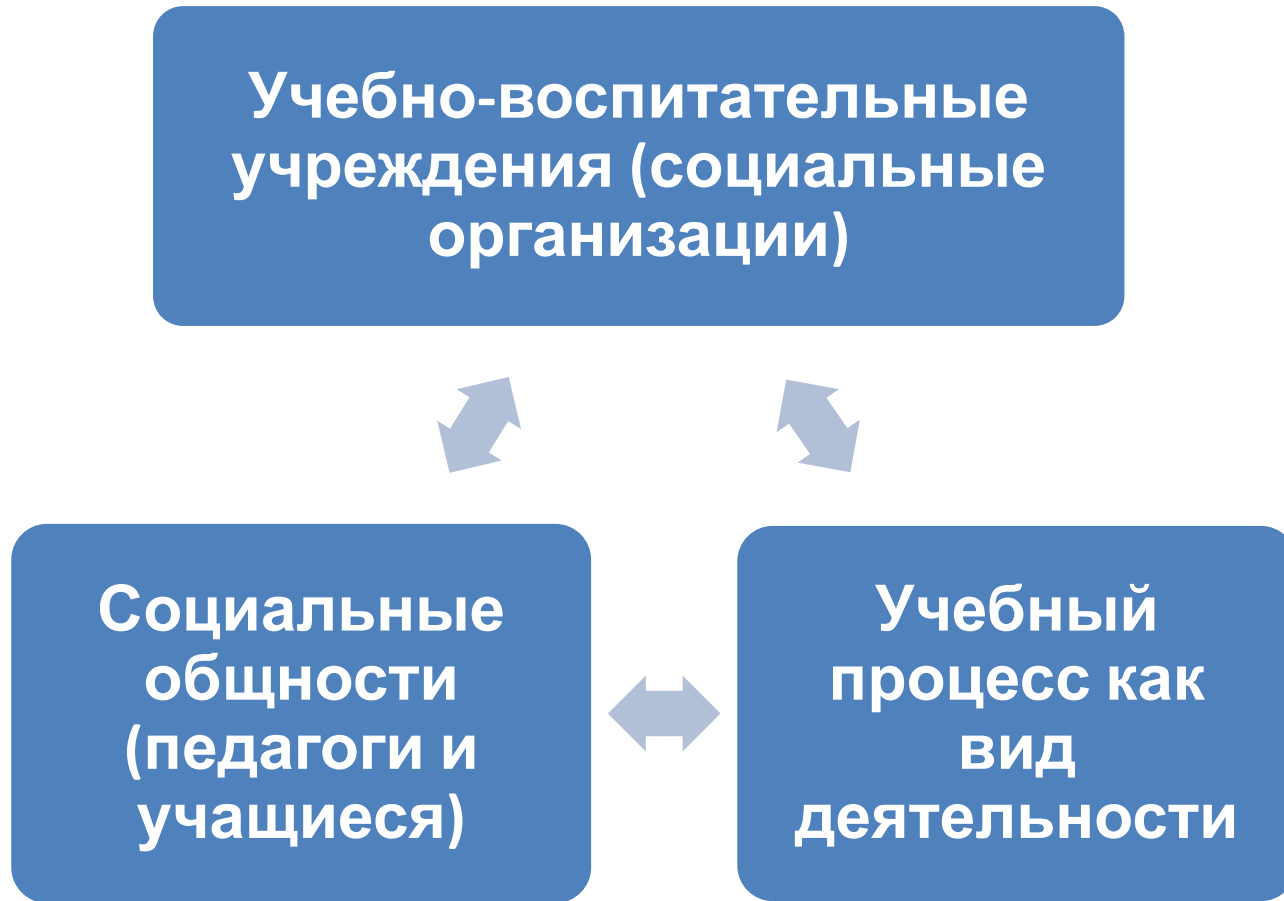 Учебно-воспитательные
учреждения (социальные
организации)
Социальные
общности
(педагоги и
учащиеся)
Учебный
процесс как
вид
деятельности